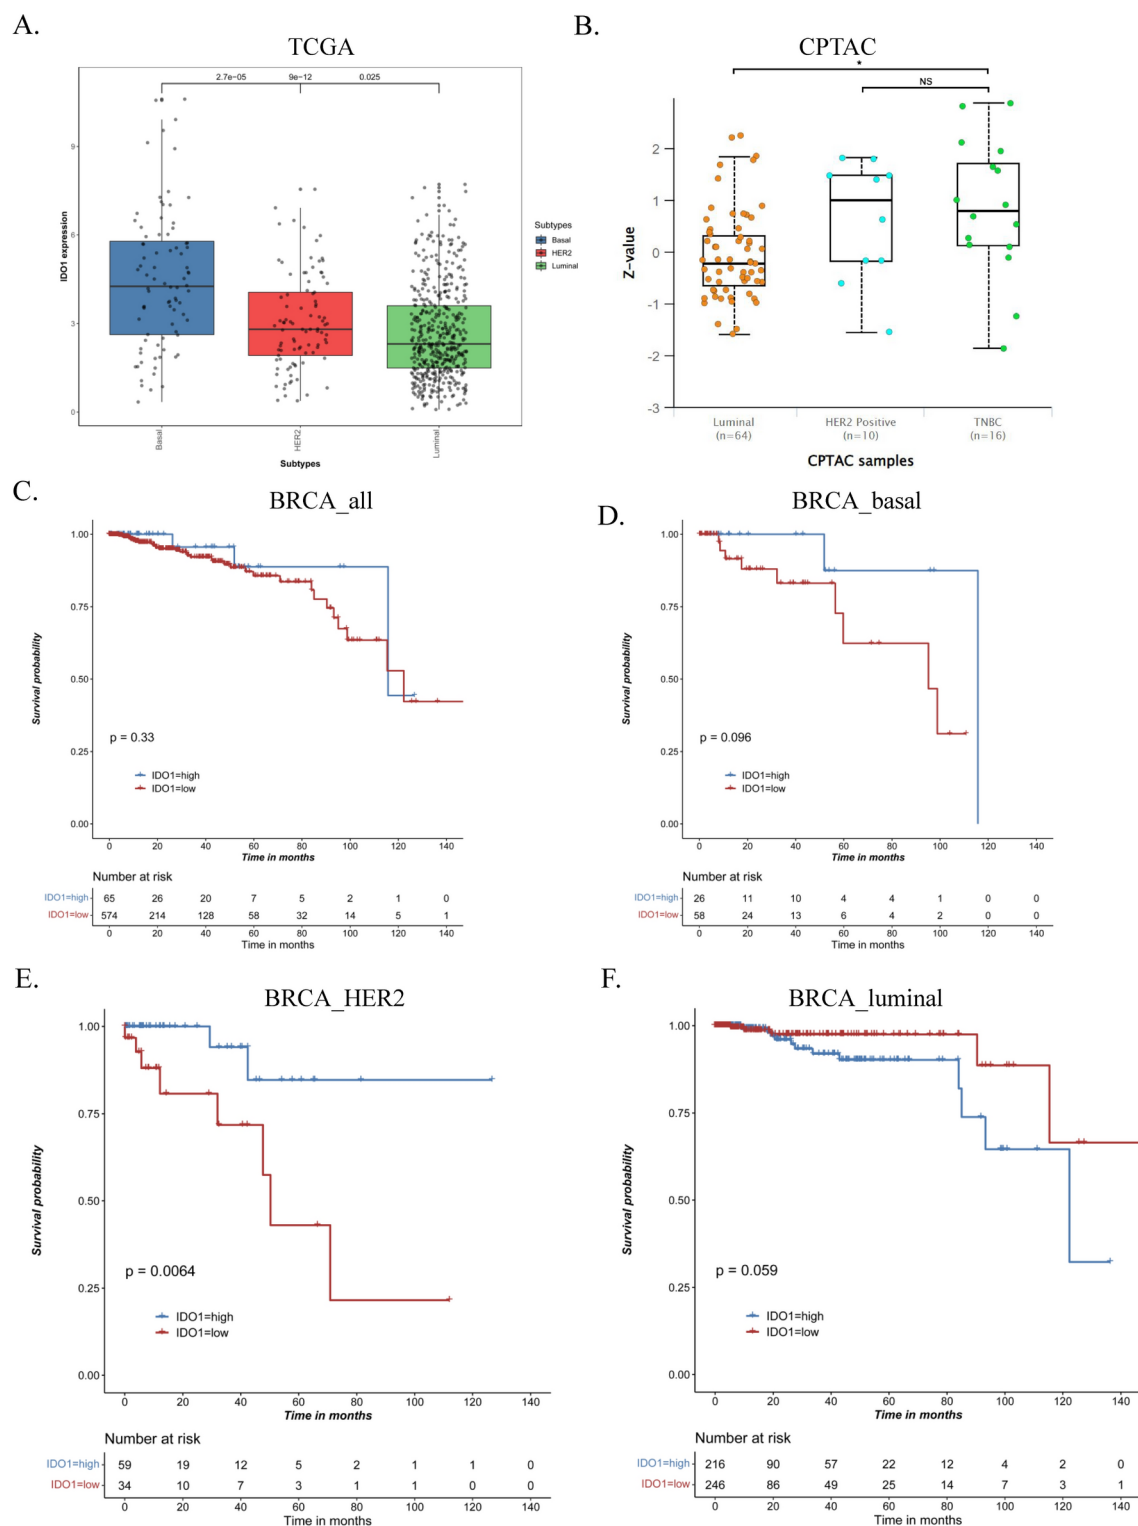 A.
TCGA
2.7e-05 9e-12 0.025
9
6
3
0
IDO1 expression
Basal
HER2
Luminal
Subtypes
Subtypes
Basal
HER2
Luminal
B.
CPTAC
*
NS
2
1
0
-1
-2
-3
Z-value
Luminal HER2 Positive TNBC
(n=64) (n=10) (n=16)
CPTAC samples
C.
BRCA_all
1.00
0.75
0.50
0.25
0.00
Survival probability
p = 0.33
IDO1=high
IDO1=low
0 20 40 60 80 100 120 140
Time in months
Number at risk
IDO1=high 65 26 20 7 5 2 1 0
IDO1=low 574 214 128 58 32 14 5 1
0 20 40 60 80 100 120 140
Time in months
D.
BRCA_basal
1.00
0.75
0.50
0.25
0.00
Survival probability
p = 0.096
IDO1=high
IDO1=low
0 20 40 60 80 100 120 140
Time in months
Number at risk
IDO1=high 26 11 10 4 4 1 0 0
IDO1=low 58 24 13 6 4 2 0 0
0 20 40 60 80 100 120 140
Time in months
E.
BRCA_HER2
1.00
0.75
0.50
0.25
0.00
Survival probability
p = 0.0064
IDO1=high
IDO1=low
0 20 40 60 80 100 120 140
Time in months
Number at risk
IDO1=high 59 19 12 5 2 1 1 0
IDO1=low 34 10 7 3 1 1 0 0
0 20 40 60 80 100 120 140
Time in months
F.
BRCA_luminal
1.00
0.75
0.50
0.25
0.00
Survival probability
p = 0.059
IDO1=high
IDO1=low
0 20 40 60 80 100 120 140
Time in months
Number at risk
IDO1=high 216 90 57 22 12 4 2 0
IDO1=low 246 86 49 25 14 7 3 1
0 20 40 60 80 100 120 140
Time in months